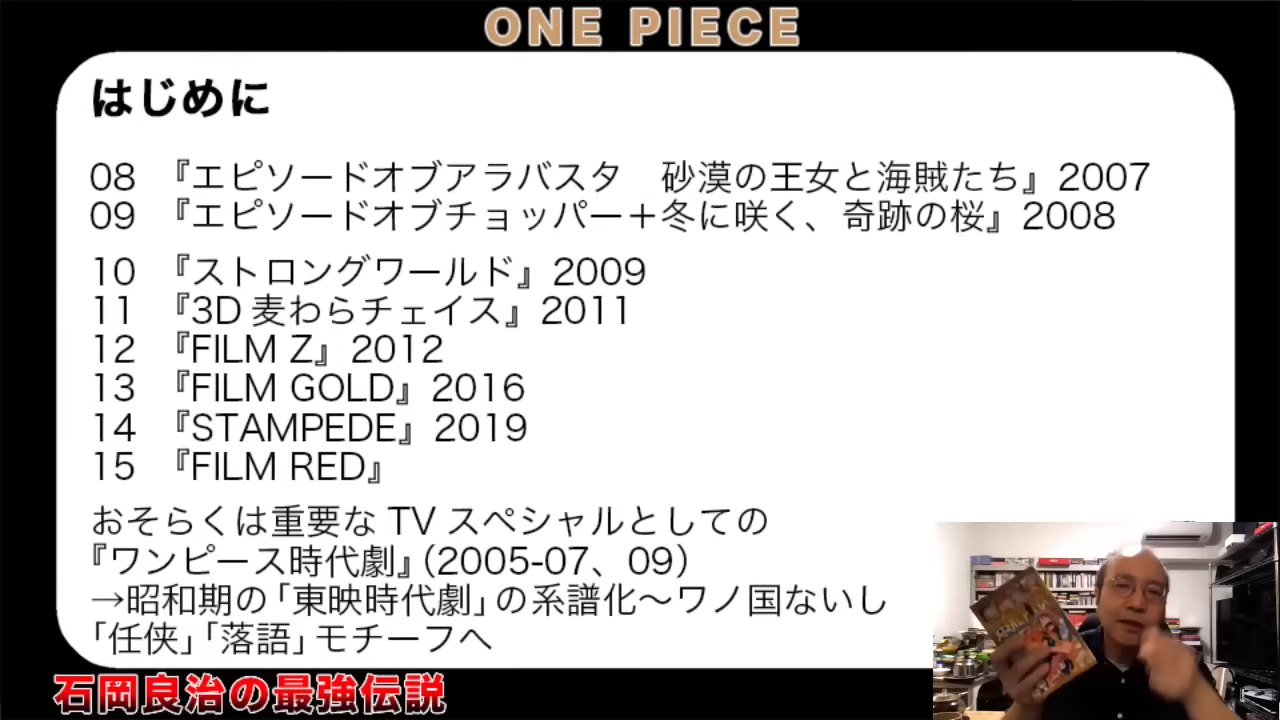 ONE PIECE
はじめに
08 『エピソードオブアラバスタ 砂漠の王女と海賊たち』2007
09 『エピソードオブチョッパー＋冬に咲く、奇跡の桜』2008
10 『ストロングワールド』2009
11 『3D 麦わらチェイス』2011
12 『FILM Z』2012
13 『FILM GOLD』2016
14 『STAMPEDE』2019
15 『FILM RED』
おそらくは重要な TV スペシャルとしての
『ワンピース時代劇』（2005-07、09）
→昭和期の「東映時代劇」の系譜化～ワノ国ないし
「任侠」「落語」モチーフへ
石岡良治の最強伝説